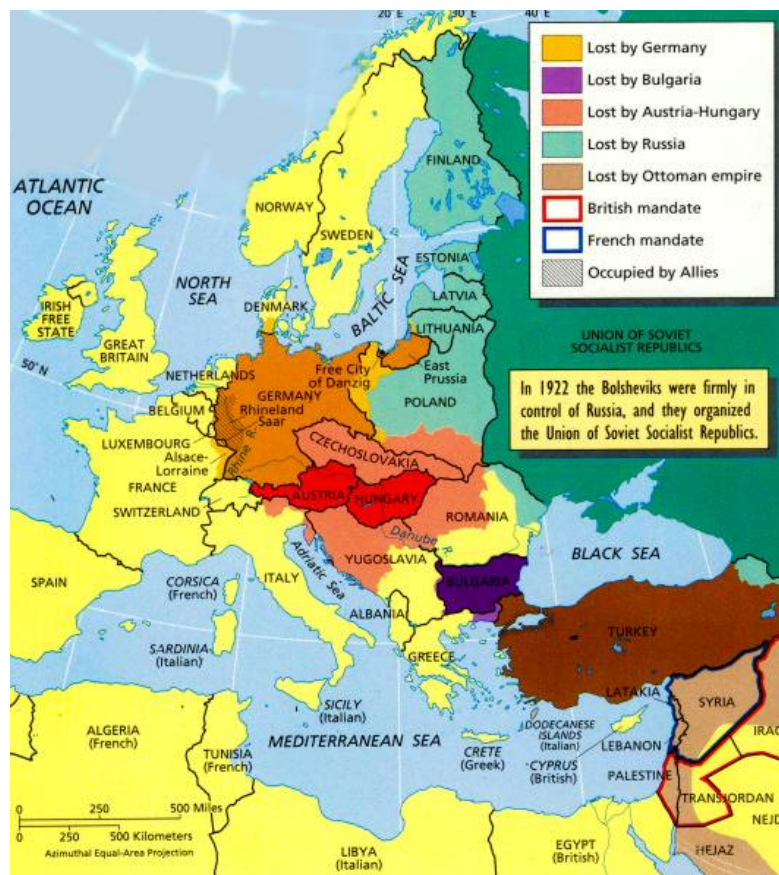 20°E
30°E
40°E
Lost by Germany
Lost by Bulgaria
Lost by Austria-Hungary
Lost by Russia
Lost by Ottoman empire
British mandate
French mandate
Occupied by Allies
ATLANTIC
OCEAN
FINLAND
NORWAY
SWEDEN
ESTONIA
NORTH
SEA
BALTIC SEA
LATVIA
DENMARK
LITHUANIA
IRISH
FREE
STATE
GREAT
BRITAIN
UNION OF SOVIET
SOCIALIST REPUBLICS
50°N
NETHERLANDS
Free City
of Danzig
East
Prussia
GERMANY
Rhineland
Saar
POLAND
BELGIUM
In 1922 the Bolsheviks were firmly in
control of Russia, and they organized
the Union of Soviet Socialist Republics.
LUXEMBOURG
Alsace-
Lorraine
Rhine R.
CZECHOSLOVAKIA
FRANCE
SWITZERLAND
AUSTRIA
HUNGARY
ROMANIA
Danube R.
YUGOSLAVIA
BLACK SEA
Adriatic Sea
SPAIN
CORSICA
(French)
ITALY
BULGARIA
ALBANIA
SARDINIA
(Italian)
GREECE
TURKEY
LATAKIA
SYRIA
SICILY
(Italian)
ALGERIA
(French)
TUNISIA
(French)
MEDITERRANEAN SEA
DODECANESE
ISLANDS
(Italian)
CRETE
(Greek)
CYPRUS
(British)
LEBANON
IRAQ
PALESTINE
TRANSJORDAN
NEJD
HEJAZ
0 250 500 Miles
0 250 500 Kilometers
Azimuthal Equal-Area Projection
LIBYA
(Italian)
EGYPT
(British)